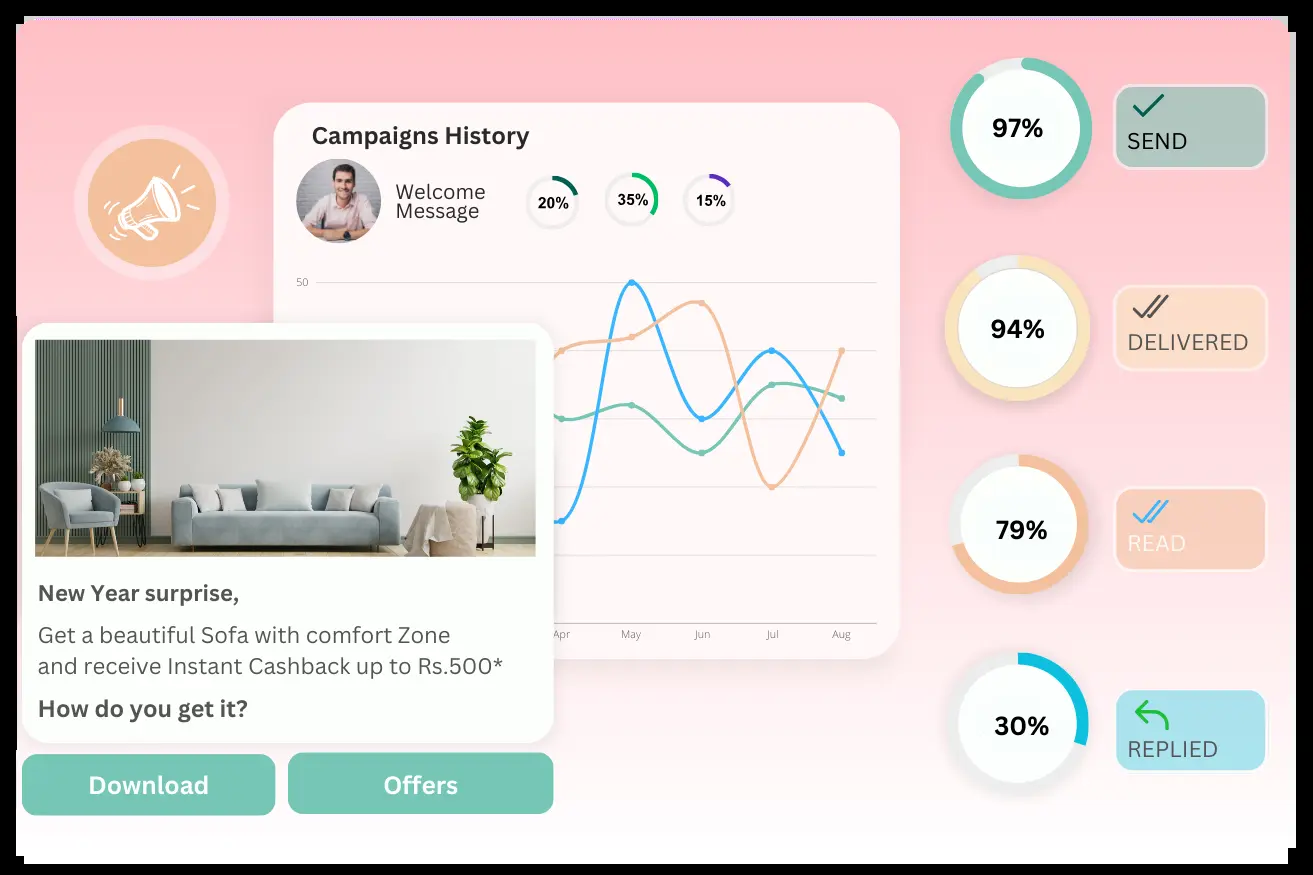 Campaigns History
Welcome
Message
20%
35%
15%
50
Apr
May
Jun
Jul
Aug
New Year surprise,
Get a beautiful Sofa with comfort Zone
and receive Instant Cashback up to Rs.500*
How do you get it?
Download
Offers
97%
SEND
94%
DELIVERED
79%
READ
30%
REPLIED